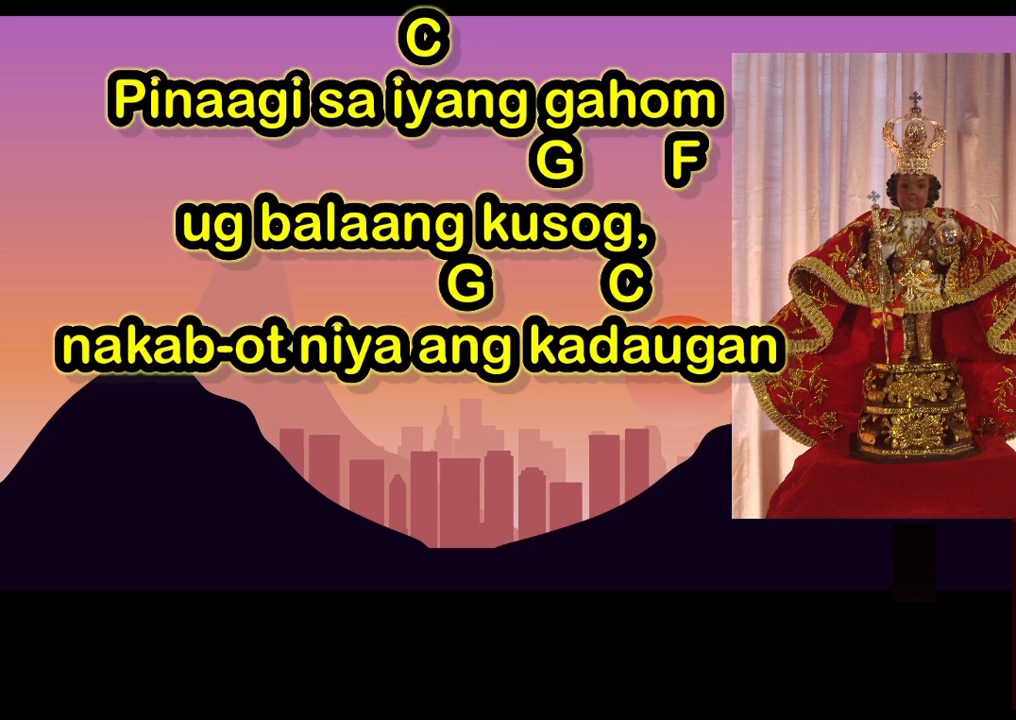 C
Pinaagi sa iyang gahom
G F
ug balaang kusog,
G C
nakab-ot niya ang kadaugan